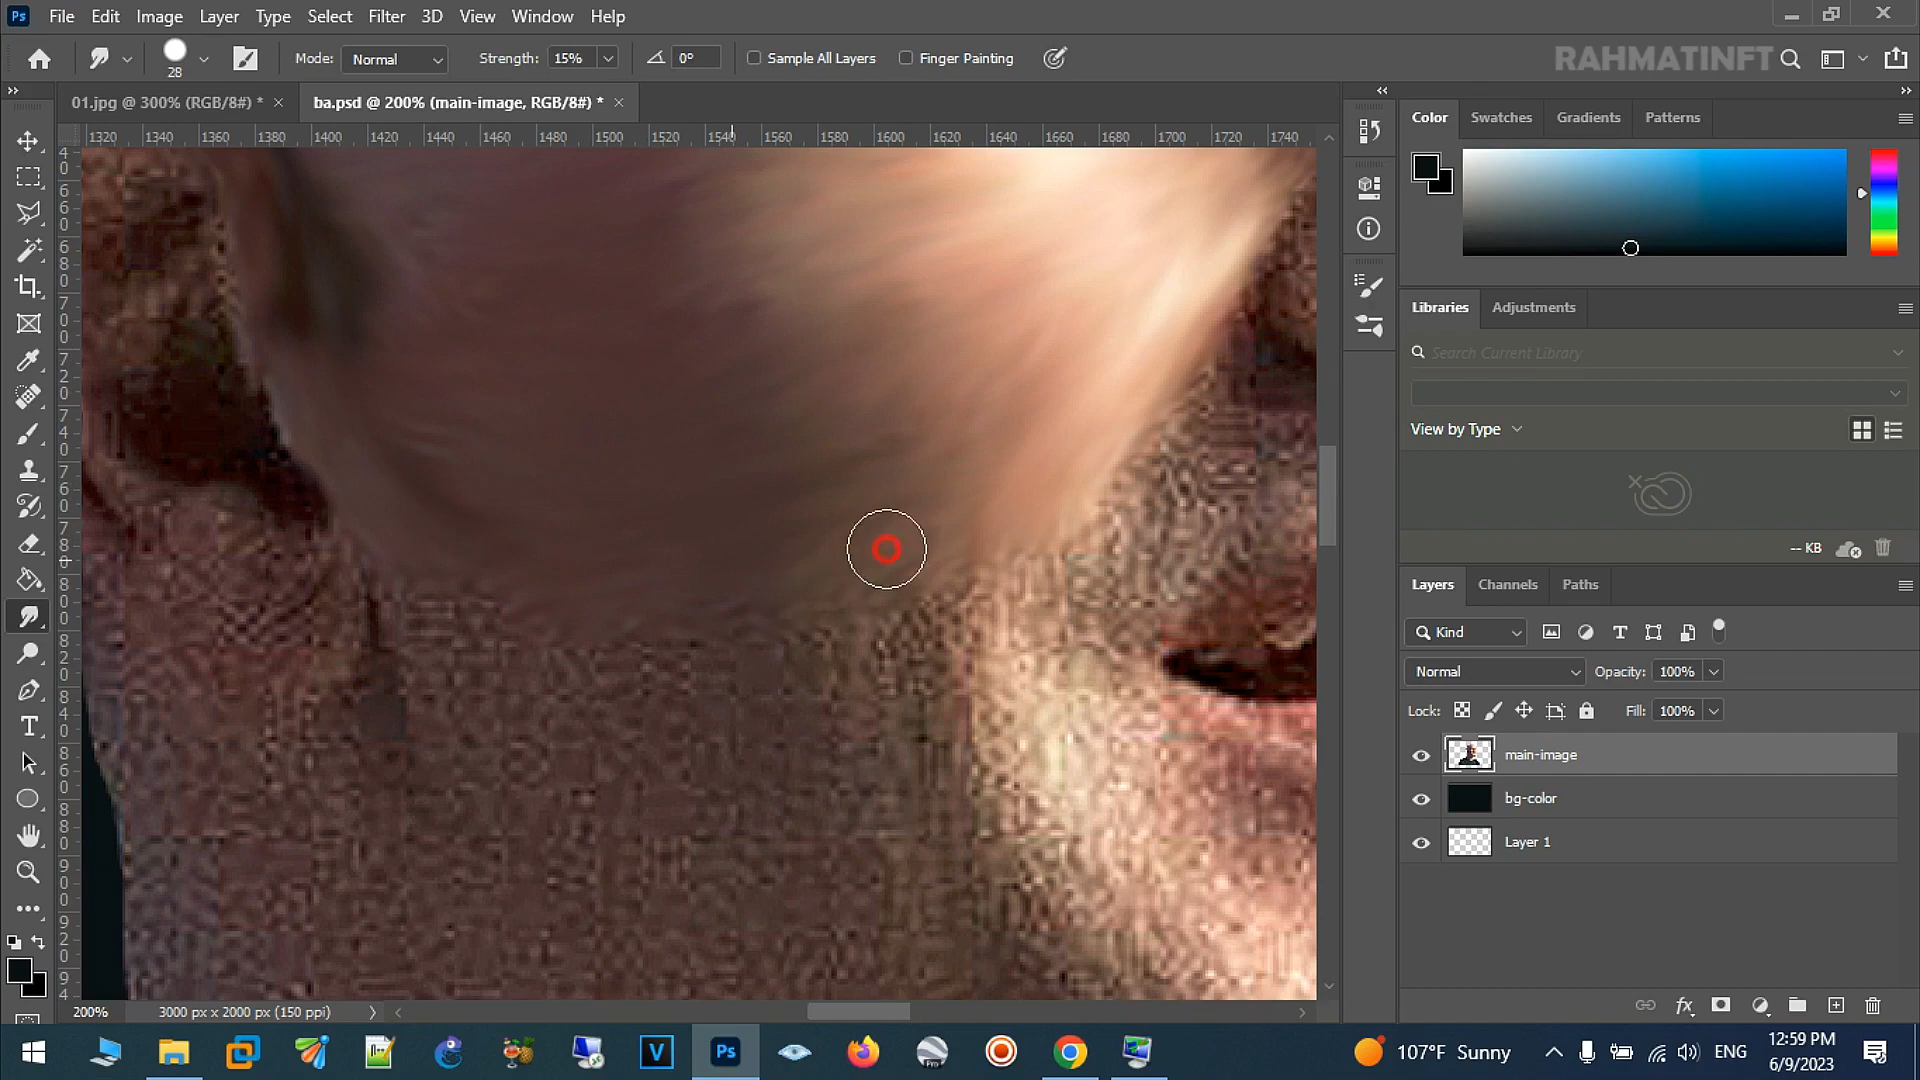 Ps File Edit Image Layer Type Select Filter 3D View Window Help
28 Mode: Normal Strength: 15% 0° Sample All Layers Finger Painting RAHMATINFT
01.jpg @ 300% (RGB/8#) * ba.psd @ 200% (main-image, RGB/8#) *
1320 1340 1360 1380 1400 1420 1440 1460 1480 1500 1520 1540 1560 1580 1600 1620 1640 1660 1680 1700 1720 1740
Color Swatches Gradients Patterns
Libraries Adjustments
Search Current Library
View by Type
-- KB
Layers Channels Paths
Kind
Normal Opacity: 100%
Lock: Fill: 100%
main-image
bg-color
Layer 1
fx
200% 3000 px x 2000 px (150 ppi)
V Ps Pro 107°F Sunny ENG 12:59 PM
6/9/2023